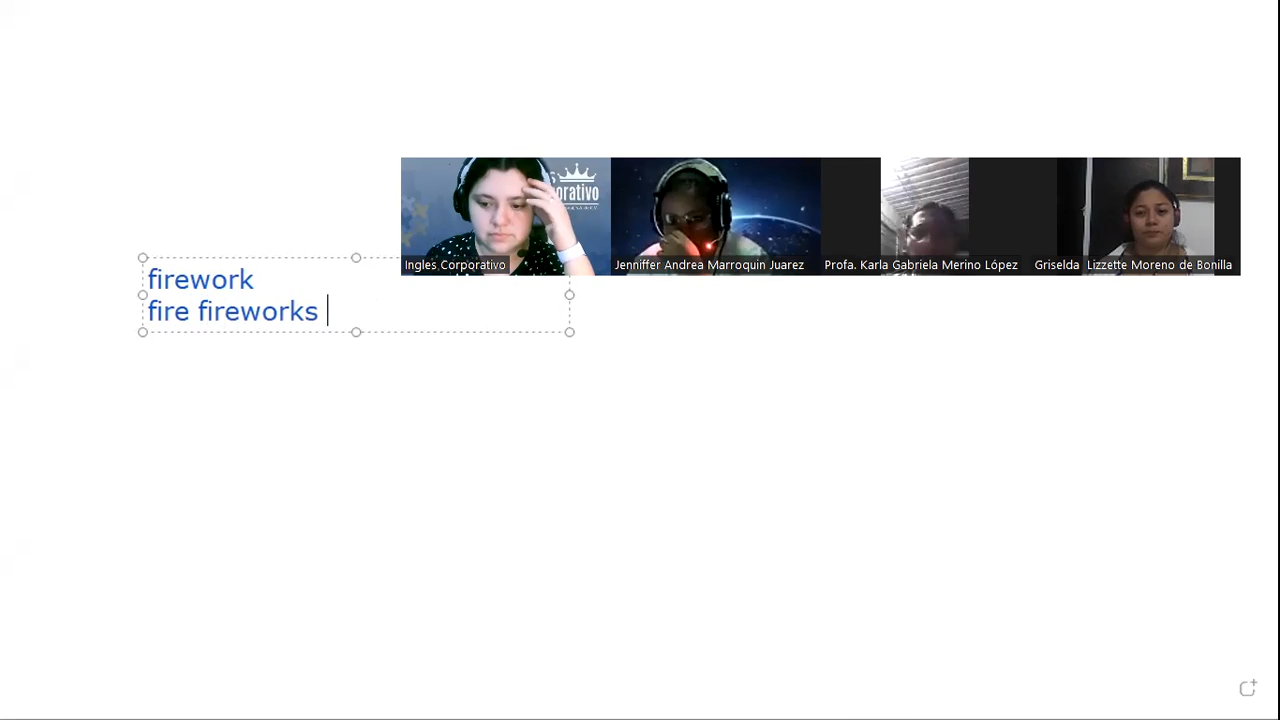 orativo
Ingles Corporativo
Jenniffer Andrea Marroquin Juarez
Profa. Karla Gabriela Merino López
Griselda Lizzette Moreno de Bonilla
firework
fire fireworks